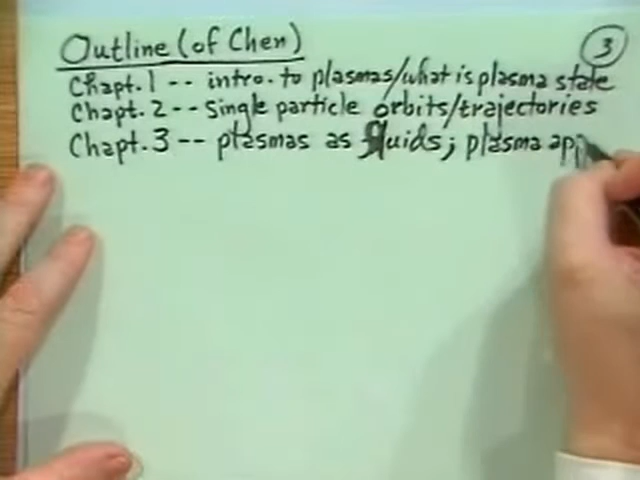 Outline (of Chen)
3
Chapt. 1 -- intro. to plasmas/what is plasma state
Chapt. 2 -- Single particle orbits/trajectories
Chapt. 3 -- plasmas as fluids; plasma app